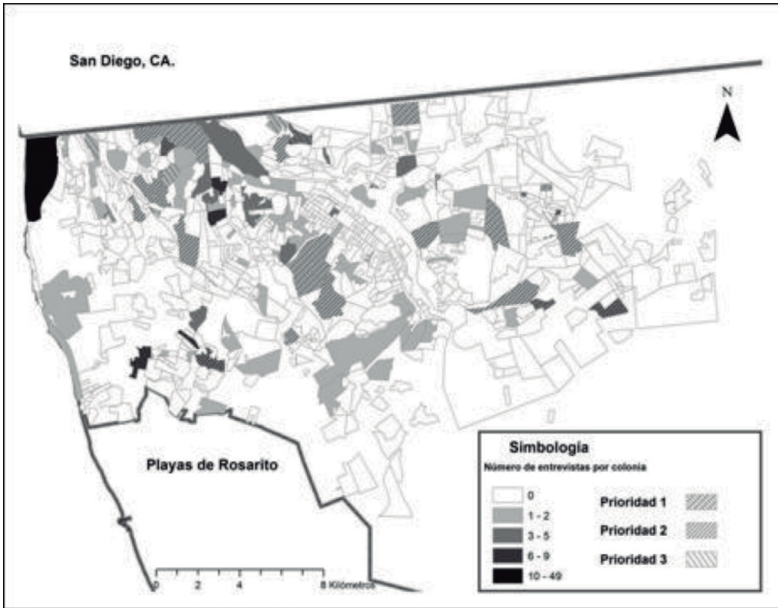 San Diego, CA.
N
Playas de Rosarito
0 2 4 8 Kilómetros
Simbología
Número de entrevistas por colonia
0
1 - 2
3 - 5
6 - 9
10 - 49
Prioridad 1
Prioridad 2
Prioridad 3